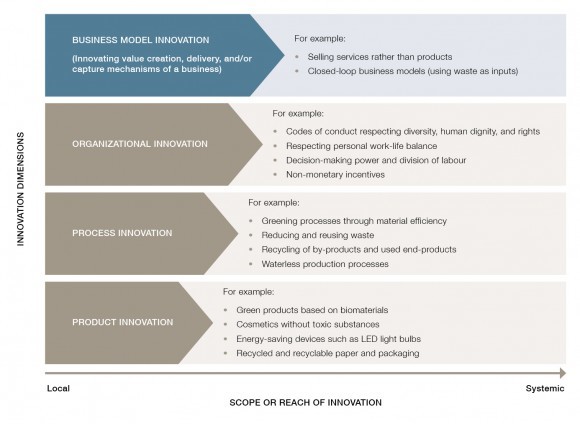 INNOVATION DIMENSIONS
BUSINESS MODEL INNOVATION
(Innovating value creation, delivery, and/or
capture mechanisms of a business)
For example:
• Selling services rather than products
• Closed-loop business models (using waste as inputs)
ORGANIZATIONAL INNOVATION
For example:
• Codes of conduct respecting diversity, human dignity, and rights
• Respecting personal work-life balance
• Decision-making power and division of labour
• Non-monetary incentives
PROCESS INNOVATION
For example:
• Greening processes through material efficiency
• Reducing and reusing waste
• Recycling of by-products and used end-products
• Waterless production processes
PRODUCT INNOVATION
For example:
• Green products based on biomaterials
• Cosmetics without toxic substances
• Energy-saving devices such as LED light bulbs
• Recycled and recyclable paper and packaging
Local
Systemic
SCOPE OR REACH OF INNOVATION